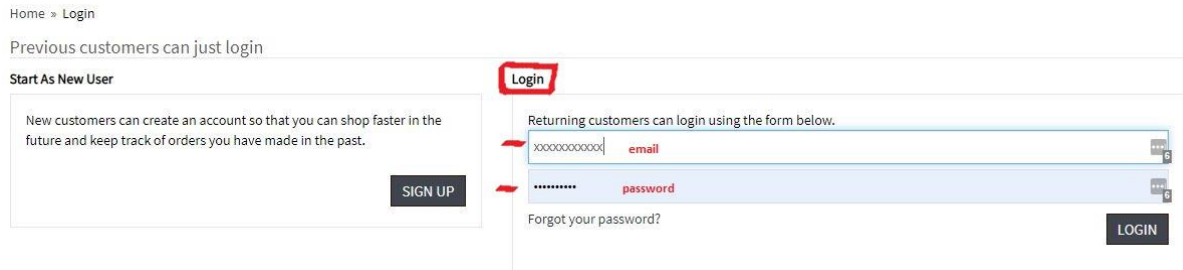 Home » Login
Previous customers can just login
Start As New User
Login
New customers can create an account so that you can shop faster in the
future and keep track of orders you have made in the past.
SIGN UP
Returning customers can login using the form below.
xxxxxxxxxxx email
6
•••••••••• password
6
Forgot your password?
LOGIN